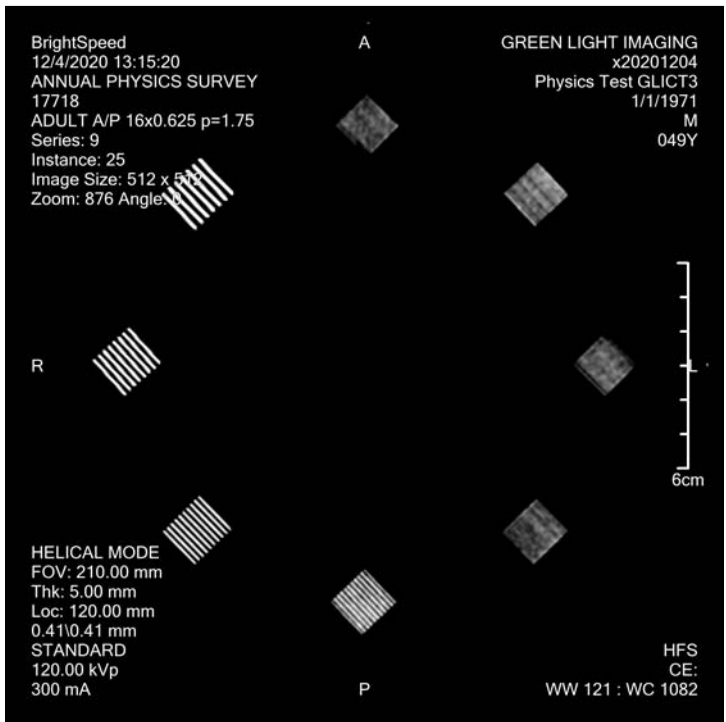 BrightSpeed
12/4/2020 13:15:20
ANNUAL PHYSICS SURVEY
17718
ADULT A/P 16x0.625 p=1.75
Series: 9
Instance: 25
Image Size: 512 x 512
Zoom: 876 Angle: 0
A
GREEN LIGHT IMAGING
x20201204
Physics Test GLICT3
1/1/1971
M
049Y
R
L
6cm
HELICAL MODE
FOV: 210.00 mm
Thk: 5.00 mm
Loc: 120.00 mm
0.41\0.41 mm
STANDARD
120.00 kVp
300 mA
P
HFS
CE:
WW 121 : WC 1082